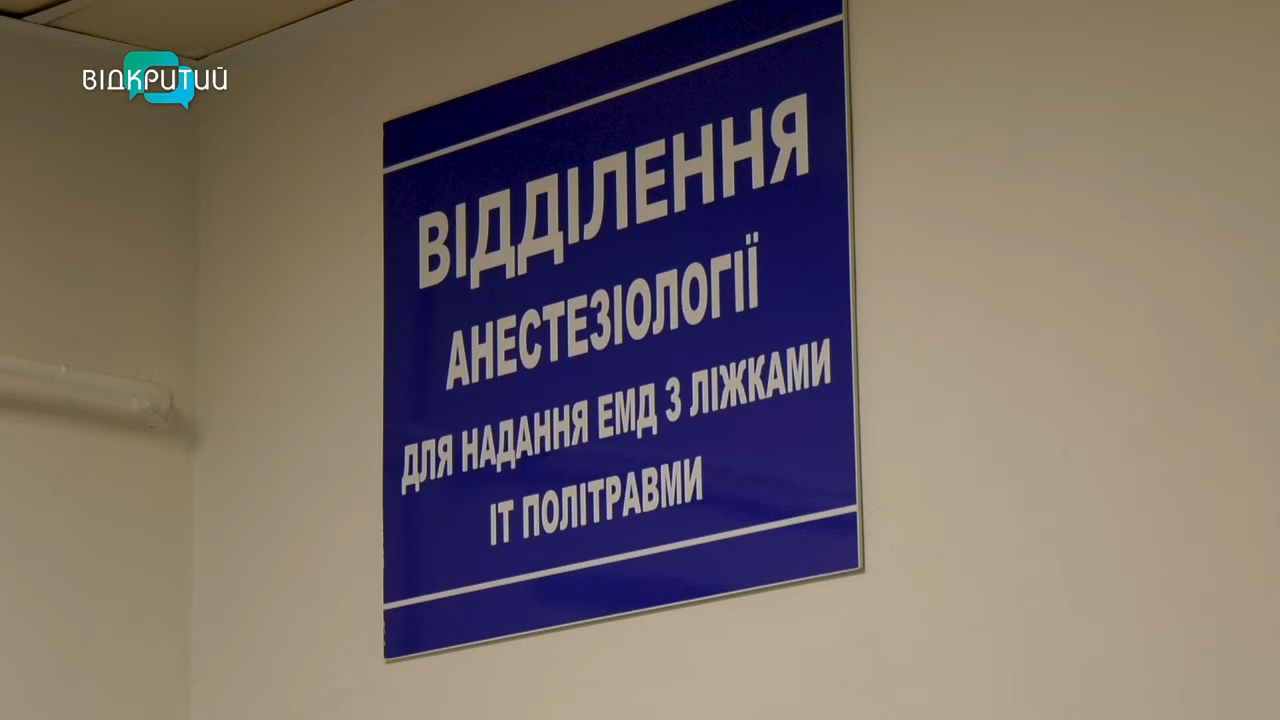 ВІДКРИТИЙ
ВІДДІЛЕННЯ
АНЕСТЕЗІОЛОГІЇ
ДЛЯ НАДАННЯ ЕМД З ЛІЖКАМИ
ІТ ПОЛІТРАВМИ